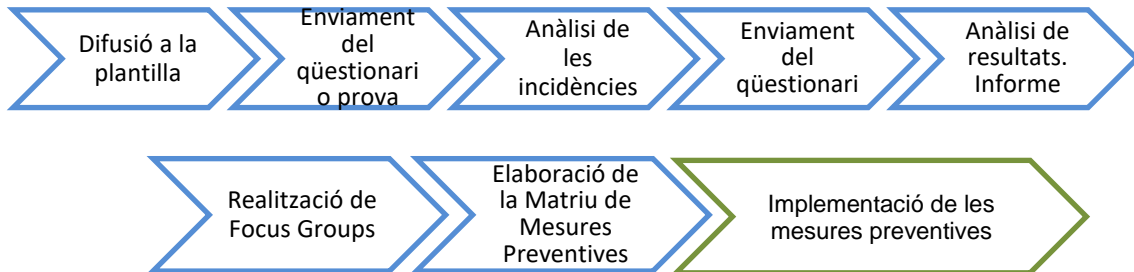 Difusió a la
plantilla
Enviament
del
qüestionari
o prova
Anàlisi de
les
incidències
Enviament
del
qüestionari
Anàlisi de
resultats.
Informe
Realització de
Focus Groups
Elaboració de
la Matriu de
Mesures
Preventives
Implementació de les
mesures preventives